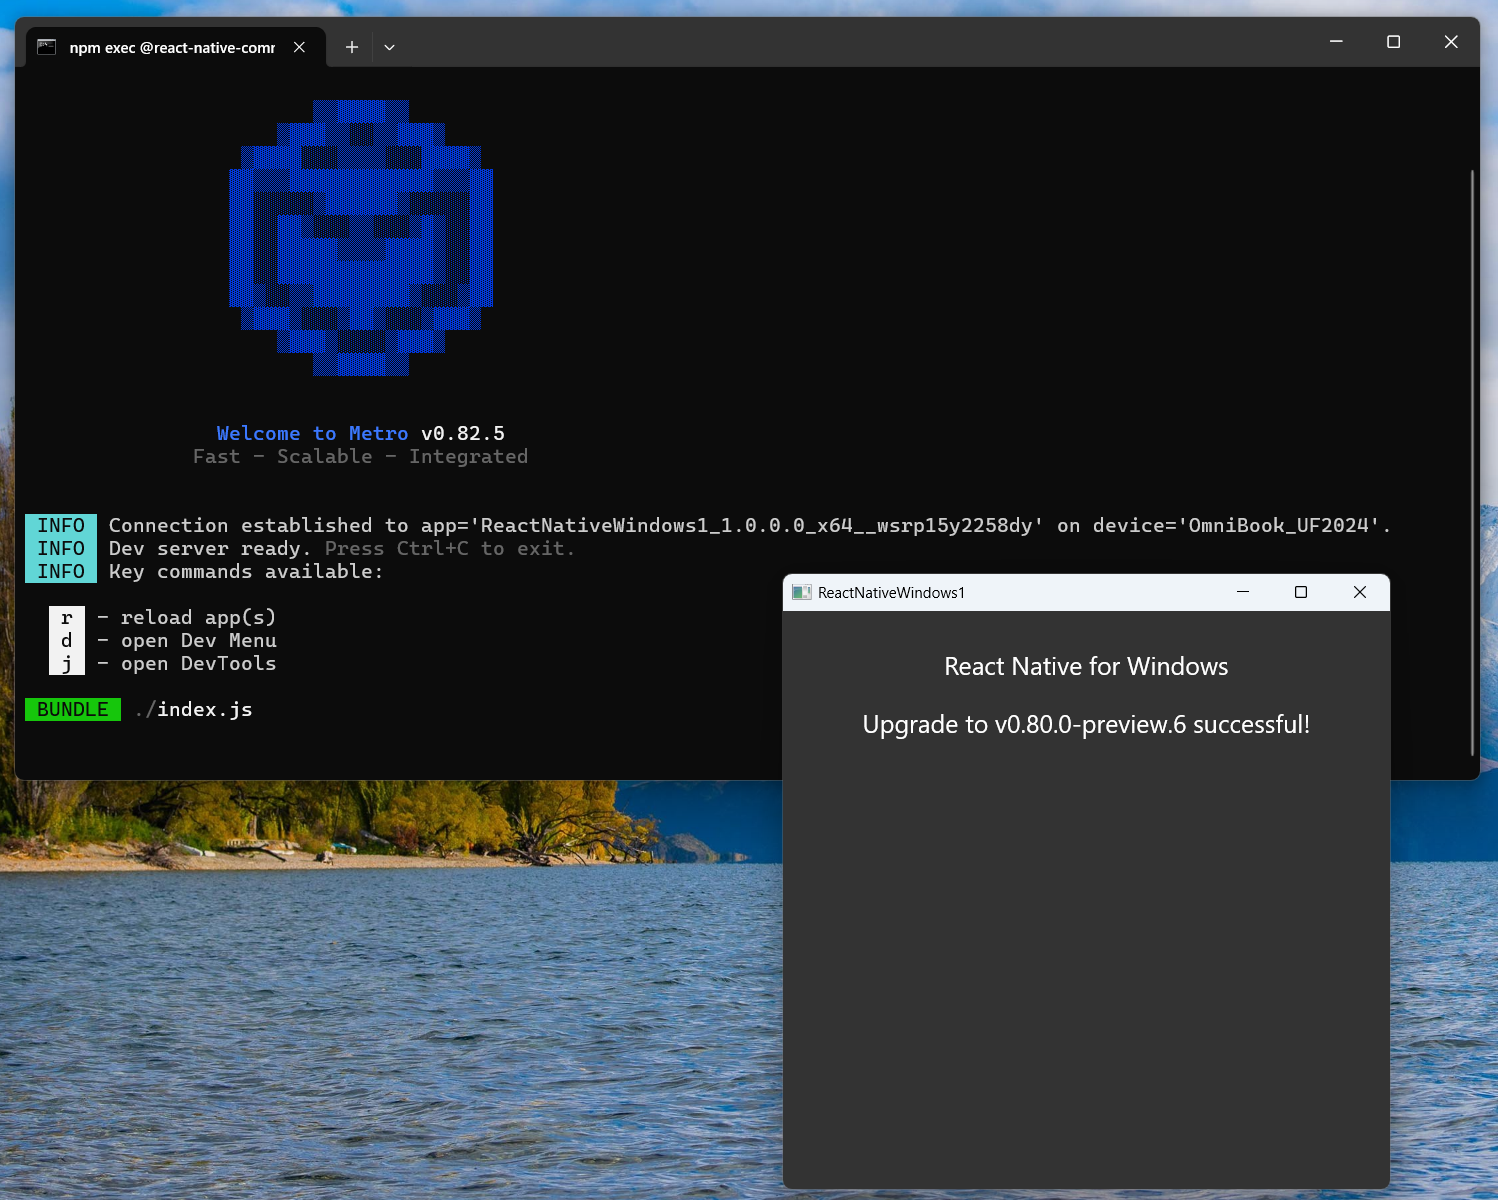 npm exec @react-native-comm
Welcome to Metro v0.82.5
Fast - Scalable - Integrated
INFO Connection established to app='ReactNativeWindows1_1.0.0.0_x64__wsrp15y2258dy' on device='OmniBook_UF2024'.
INFO Dev server ready. Press Ctrl+C to exit.
INFO Key commands available:
r - reload app(s)
d - open Dev Menu
j - open DevTools
BUNDLE ./index.js
ReactNativeWindows1
React Native for Windows
Upgrade to v0.80.0-preview.6 successful!